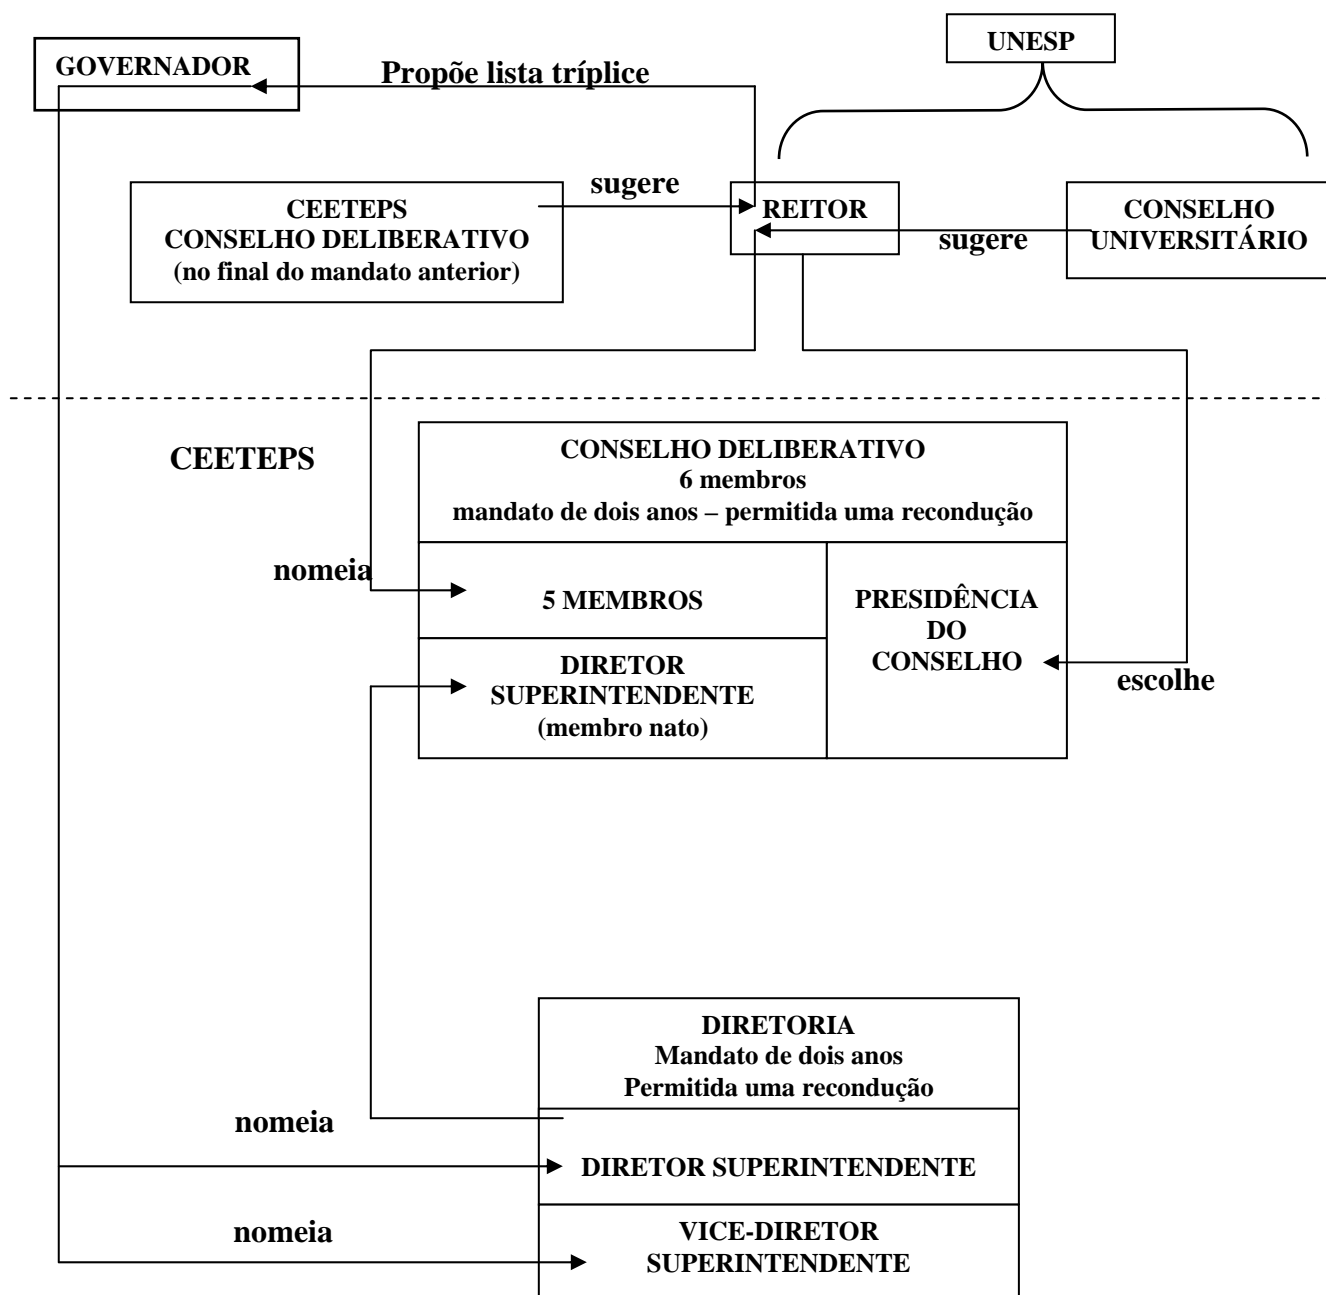 UNESP
GOVERNADOR
Propõe lista tríplice
sugere
CEETEPS
CONSELHO DELIBERATIVO
(no final do mandato anterior)
REITOR
CONSELHO
UNIVERSITÁRIO
sugere
CEETEPS
CONSELHO DELIBERATIVO
6 membros
mandato de dois anos – permitida uma recondução
nomeia
5 MEMBROS
PRESIDÊNCIA
DO
CONSELHO
escolhe
DIRETOR
SUPERINTENDENTE
(membro nato)
DIRETORIA
Mandato de dois anos
Permitida uma recondução
nomeia
DIRETOR SUPERINTENDENTE
nomeia
VICE-DIRETOR
SUPERINTENDENTE